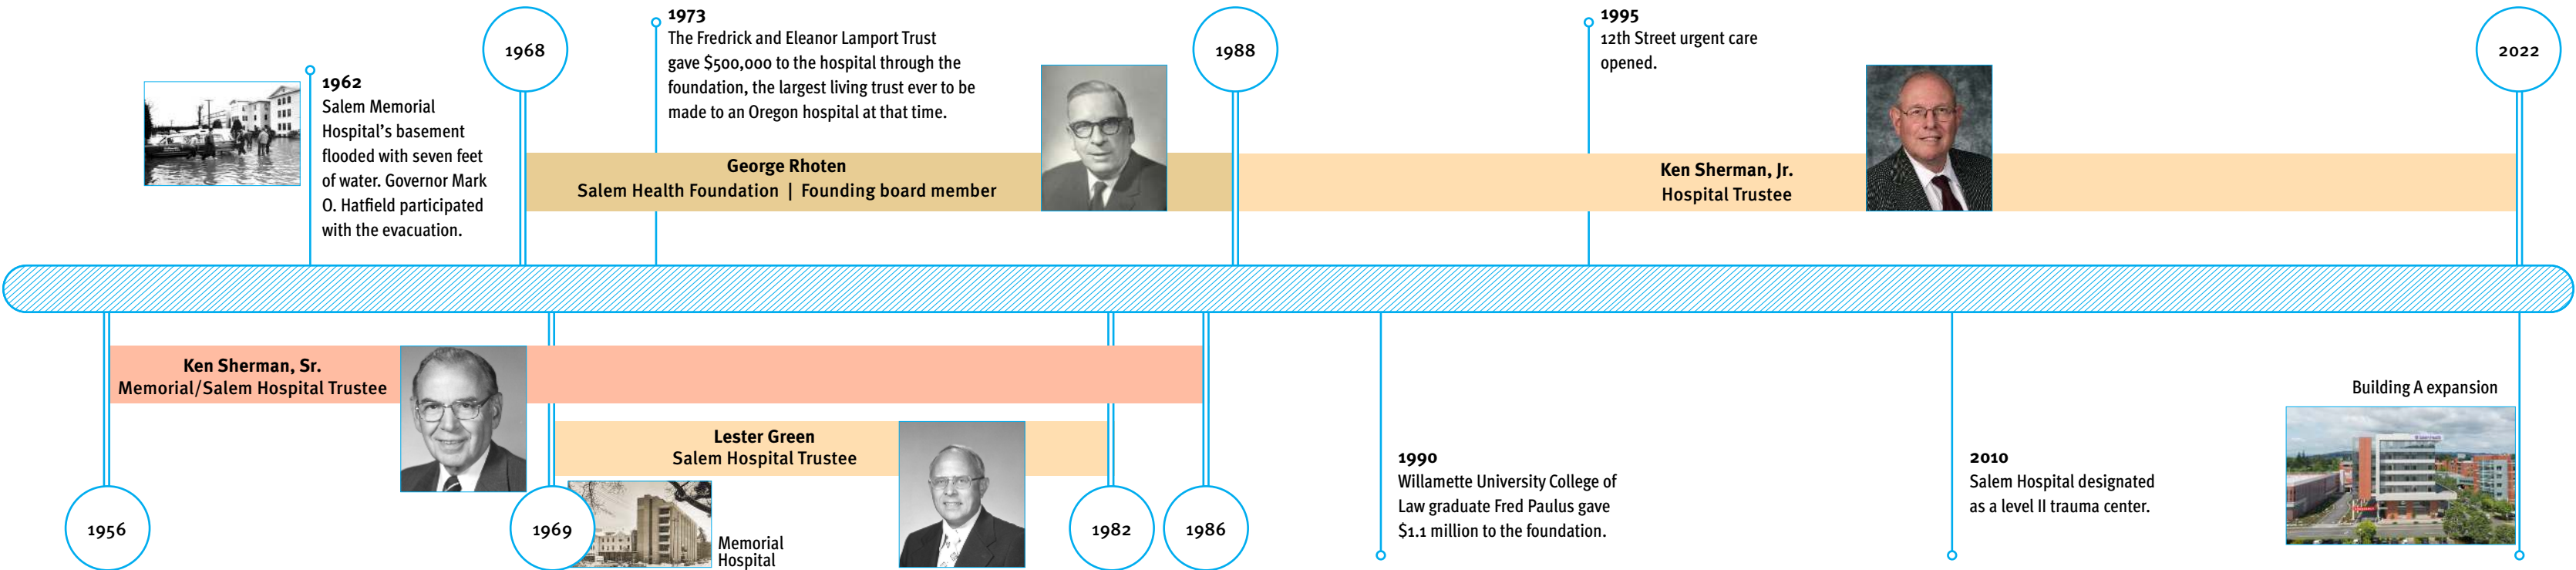 1962
Salem Memorial
Hospital's basement
flooded with seven feet
of water. Governor Mark
O. Hatfield participated
with the evacuation.
1968
1973
The Fredrick and Eleanor Lamport Trust
gave $500,000 to the hospital through the
foundation, the largest living trust ever to be
made to an Oregon hospital at that time.
George Rhoten
Salem Health Foundation | Founding board member
1988
1995
12th Street urgent care
opened.
Ken Sherman, Jr.
Hospital Trustee
2022
Ken Sherman, Sr.
Memorial/Salem Hospital Trustee
1956
Lester Green
Salem Hospital Trustee
1969
Memorial
Hospital
1982
1986
1990
Willamette University College of
Law graduate Fred Paulus gave
$1.1 million to the foundation.
2010
Salem Hospital designated
as a level II trauma center.
Building A expansion